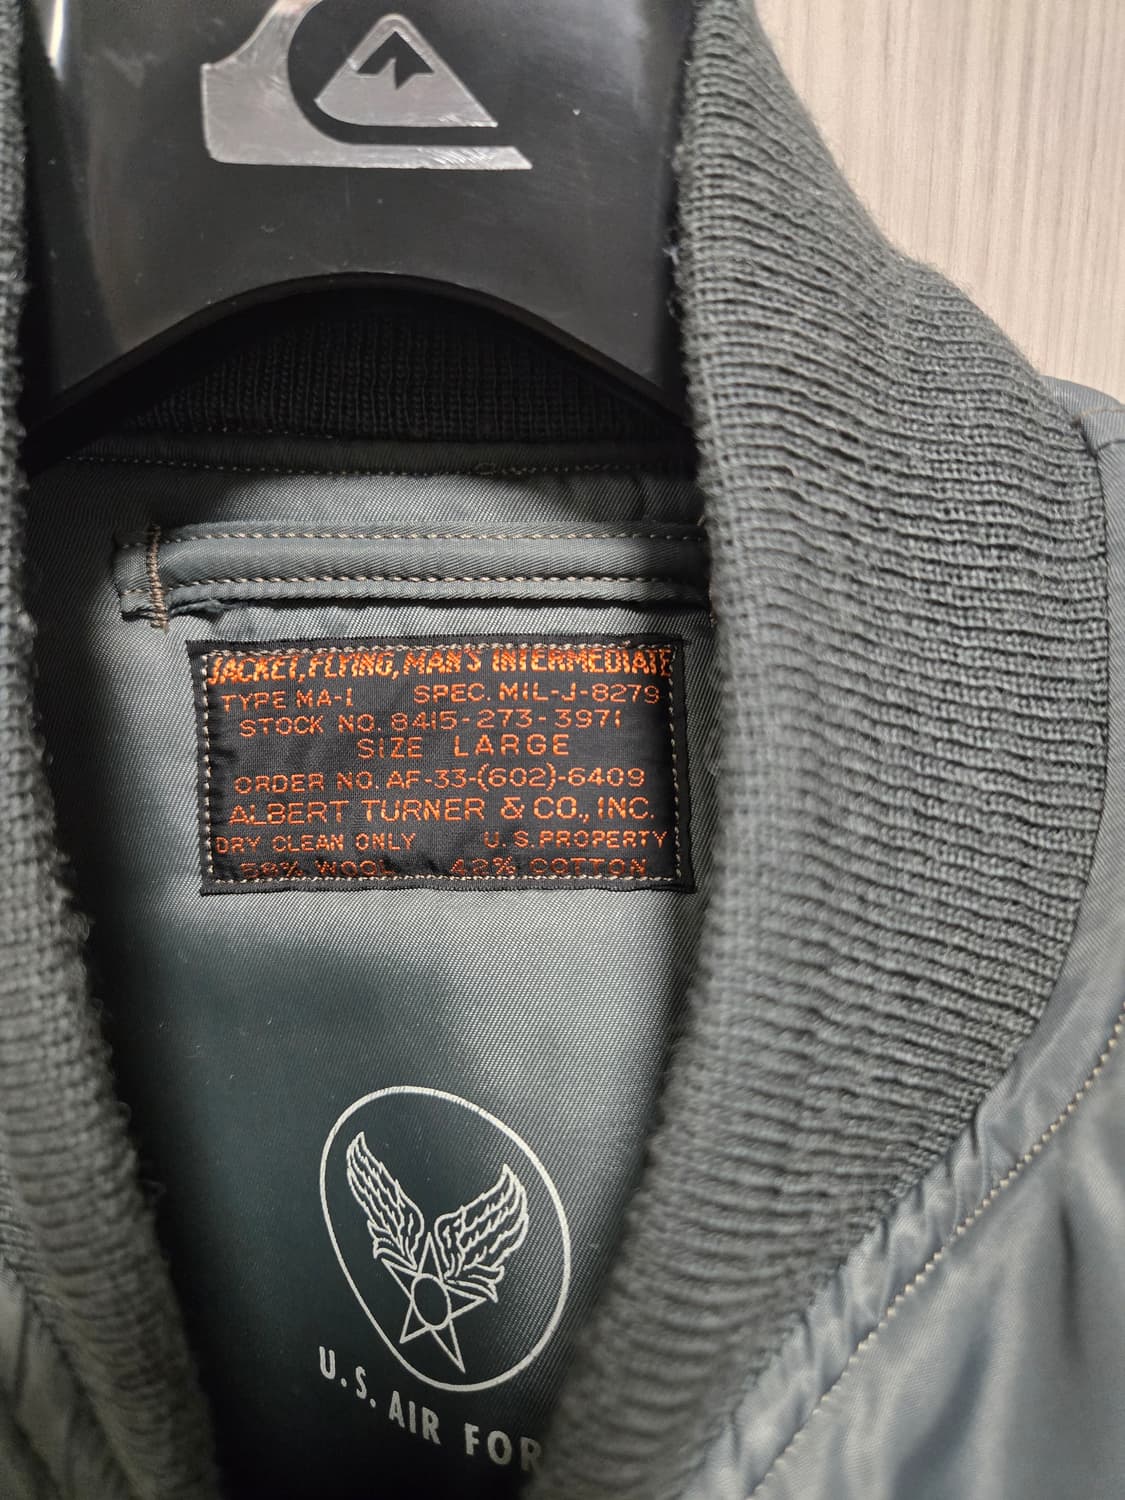 JACKET, FLYING, MAN'S INTERMEDIATE
TYPE MA-1 SPEC. MIL-J-8279
STOCK NO. 8415-273-3971
SIZE LARGE
ORDER NO. AF-33-(602)-6409
ALBERT TURNER & CO., INC.
DRY CLEAN ONLY U.S. PROPERTY
58% WOOL 42% COTTON
U.S. AIR FOR